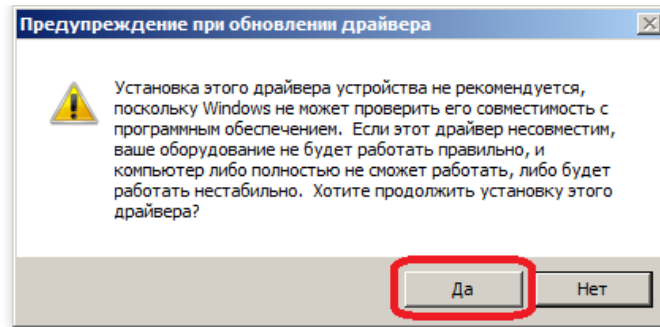 Предупреждение при обновлении драйвера
Установка этого драйвера устройства не рекомендуется,
поскольку Windows не может проверить его совместимость с
программным обеспечением. Если этот драйвер несовместим,
ваше оборудование не будет работать правильно, и
компьютер либо полностью не сможет работать, либо будет
работать нестабильно. Хотите продолжить установку этого
драйвера?
Да
Нет